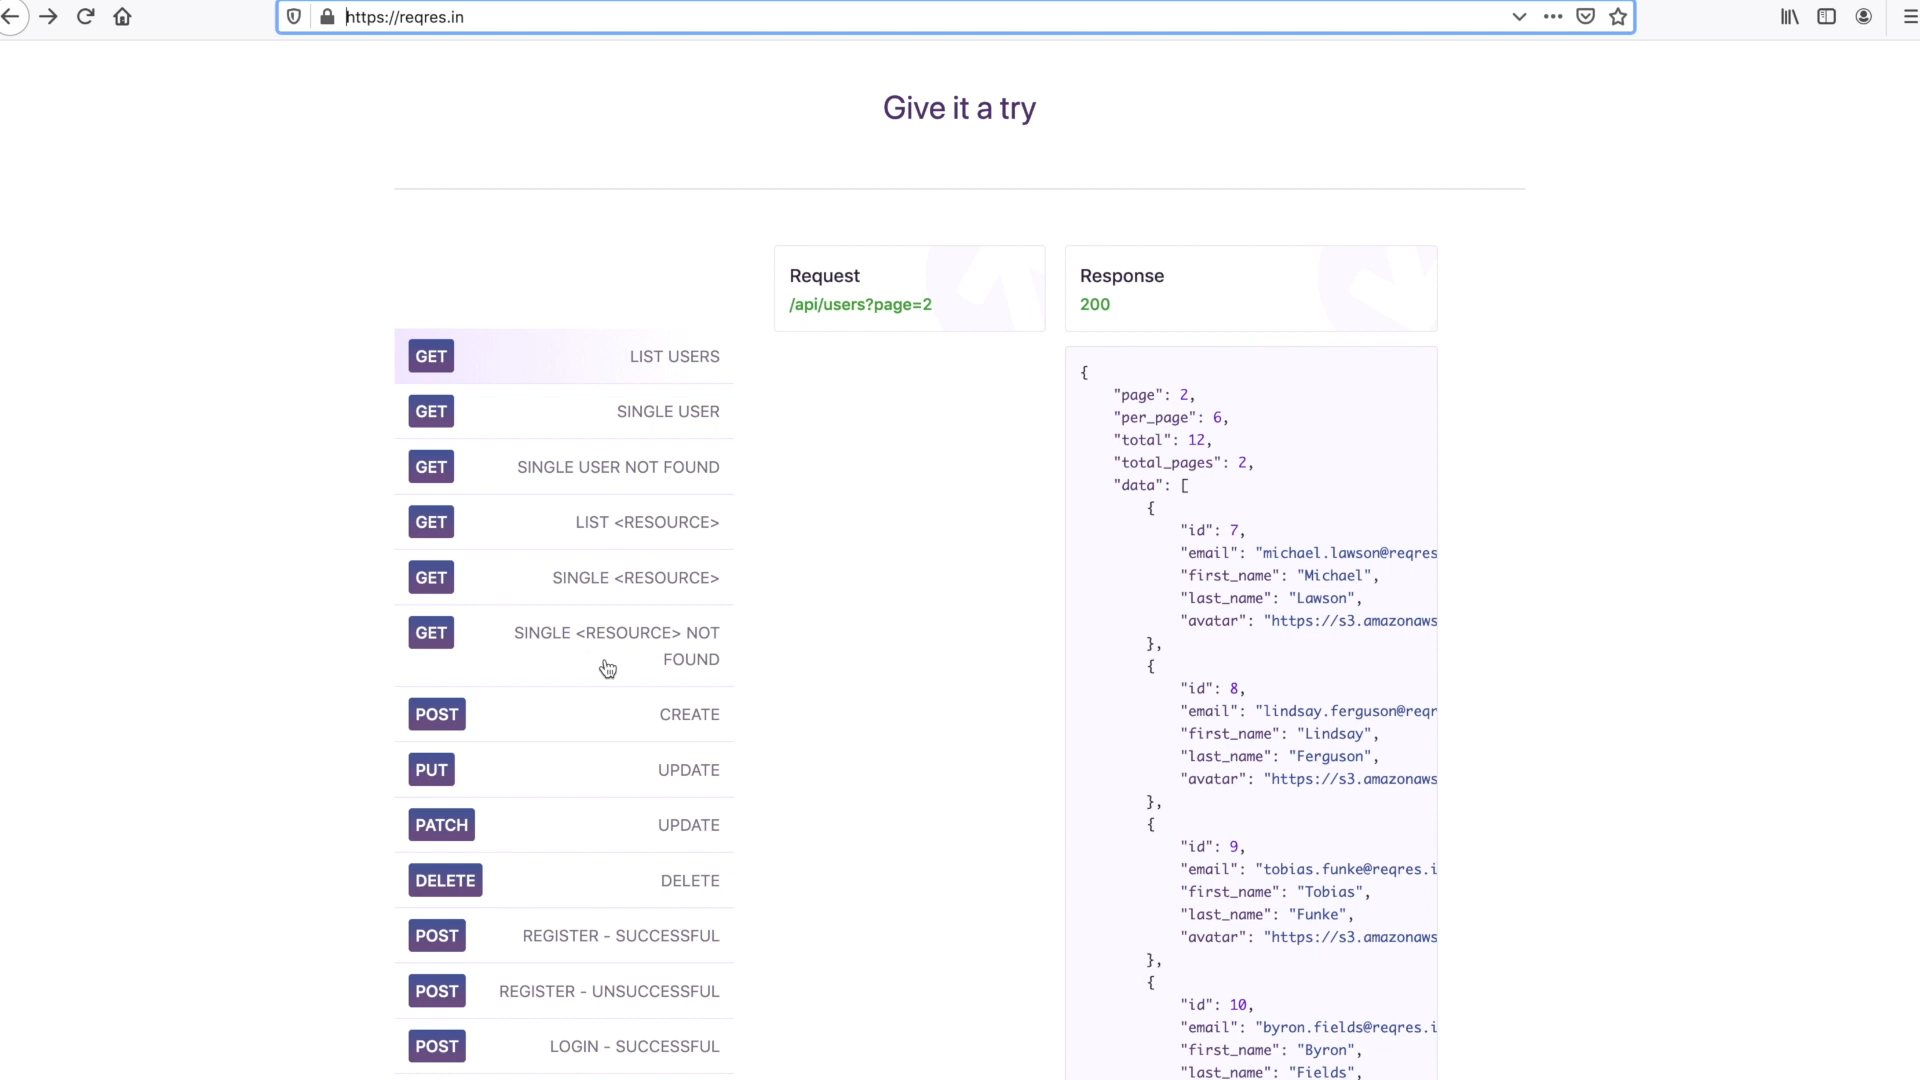 https://reqres.in
Give it a try
Request
/api/users?page=2
Response
200
GET LIST USERS
GET SINGLE USER
GET SINGLE USER NOT FOUND
GET LIST <RESOURCE>
GET SINGLE <RESOURCE>
GET SINGLE <RESOURCE> NOT
FOUND
POST CREATE
PUT UPDATE
PATCH UPDATE
DELETE DELETE
POST REGISTER - SUCCESSFUL
POST REGISTER - UNSUCCESSFUL
POST LOGIN - SUCCESSFUL
{
"page": 2,
"per_page": 6,
"total": 12,
"total_pages": 2,
"data": [
{
"id": 7,
"email": "michael.lawson@reqres
"first_name": "Michael",
"last_name": "Lawson",
"avatar": "https://s3.amazonaws
},
{
"id": 8,
"email": "lindsay.ferguson@reqr
"first_name": "Lindsay",
"last_name": "Ferguson",
"avatar": "https://s3.amazonaws
},
{
"id": 9,
"email": "tobias.funke@reqres.i
"first_name": "Tobias",
"last_name": "Funke",
"avatar": "https://s3.amazonaws
},
{
"id": 10,
"email": "byron.fields@reqres.i
"first_name": "Byron",
"last_name": "Fields",